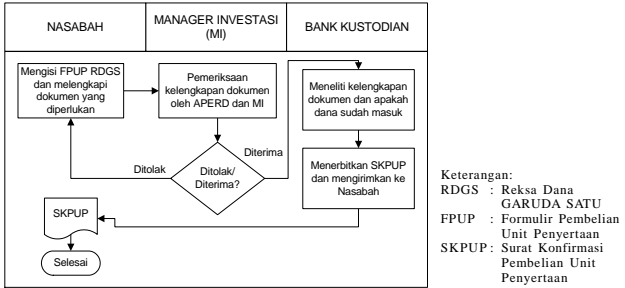 NASABAH
MANAGER INVESTASI
(MI)
BANK KUSTODIAN
Mengisi FPUP RDGS
dan melengkapi
dokumen yang
diperlukan
Pemeriksaan
kelengkapan dokumen
oleh APERD dan MI
Meneliti kelengkapan
dokumen dan apakah
dana sudah masuk
Ditolak
Ditolak/
Diterima?
Diterima
Menerbitkan SKPUP
dan mengirimkan ke
Nasabah
SKPUP
Selesai
Keterangan:
RDGS : Reksa Dana
GARUDA SATU
FPUP : Formulir Pembelian
Unit Penyertaan
SKPUP : Surat Konfirmasi
Pembelian Unit
Penyertaan